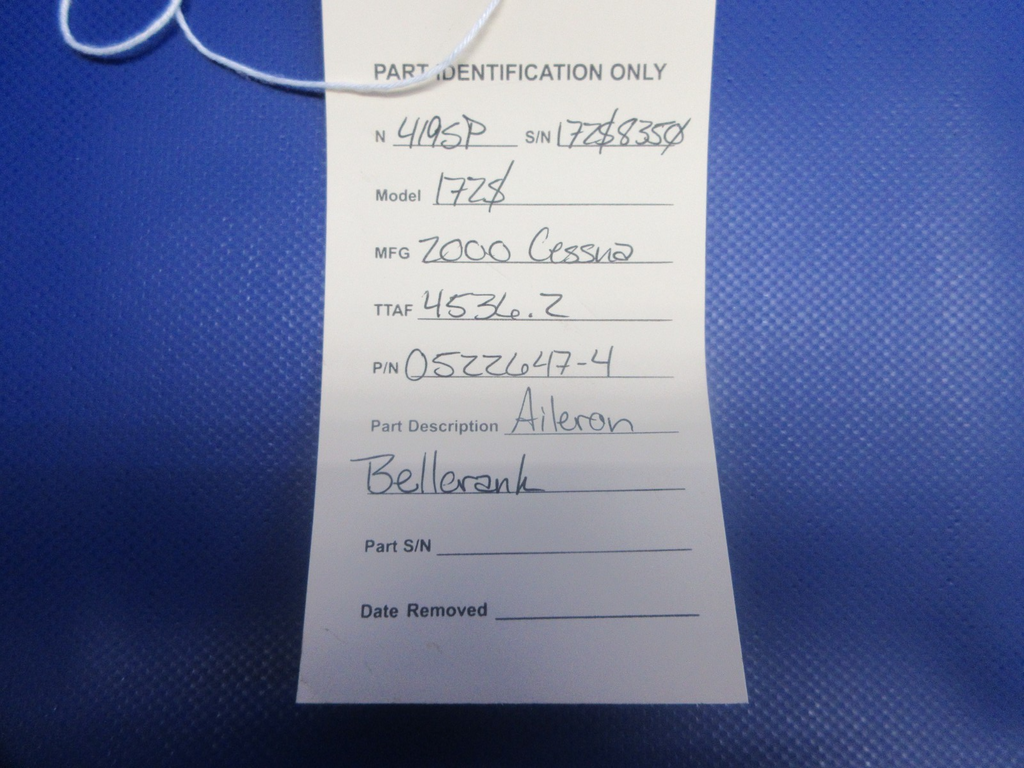 PART IDENTIFICATION ONLY
N 4195P S/N 172S8350
Model 172S
MFG 2000 Cessna
TTAF 4536.2
P/N 0522647-4
Part Description Aileron
Bellcrank
Part S/N
Date Removed